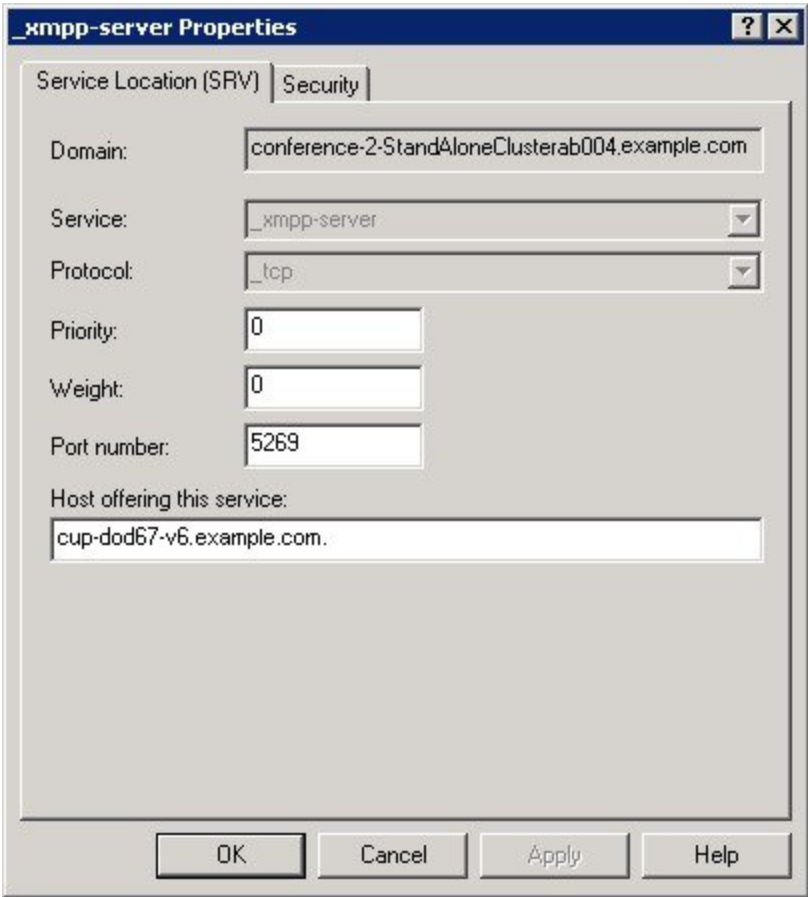 _xmpp-server Properties
Service Location (SRV) Security
Domain: conference-2-StandAloneClusterab004.example.com
Service: _xmpp-server
Protocol: _tcp
Priority: 0
Weight: 0
Port number: 5269
Host offering this service:
cup-dod67-v6.example.com.
OK Cancel Apply Help